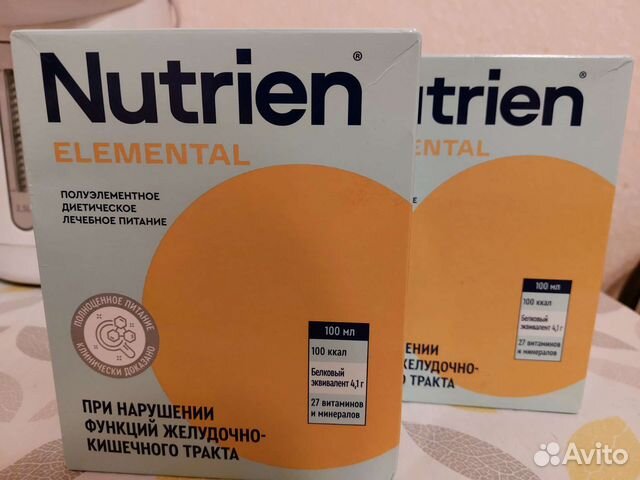 Nutrien®
ELEMENTAL
ПОЛУЭЛЕМЕНТНОЕ
ДИЕТИЧЕСКОЕ
ЛЕЧЕБНОЕ ПИТАНИЕ
ПОЛНОЦЕННОЕ ПИТАНИЕ
КЛИНИЧЕСКИ ДОКАЗАНО
100 мл
100 ккал
Белковый
эквивалент 4,1 г
27 витаминов
и минералов
ПРИ НАРУШЕНИИ
ФУНКЦИЙ ЖЕЛУДОЧНО-
КИШЕЧНОГО ТРАКТА
utrien®
ENTAL
100 мл
100 ккал
Белковый
эквивалент 4,1 г
27 витаминов
и минералов
ЕНИИ
ЖЕЛУДОЧНО-
ГО ТРАКТА
Avito